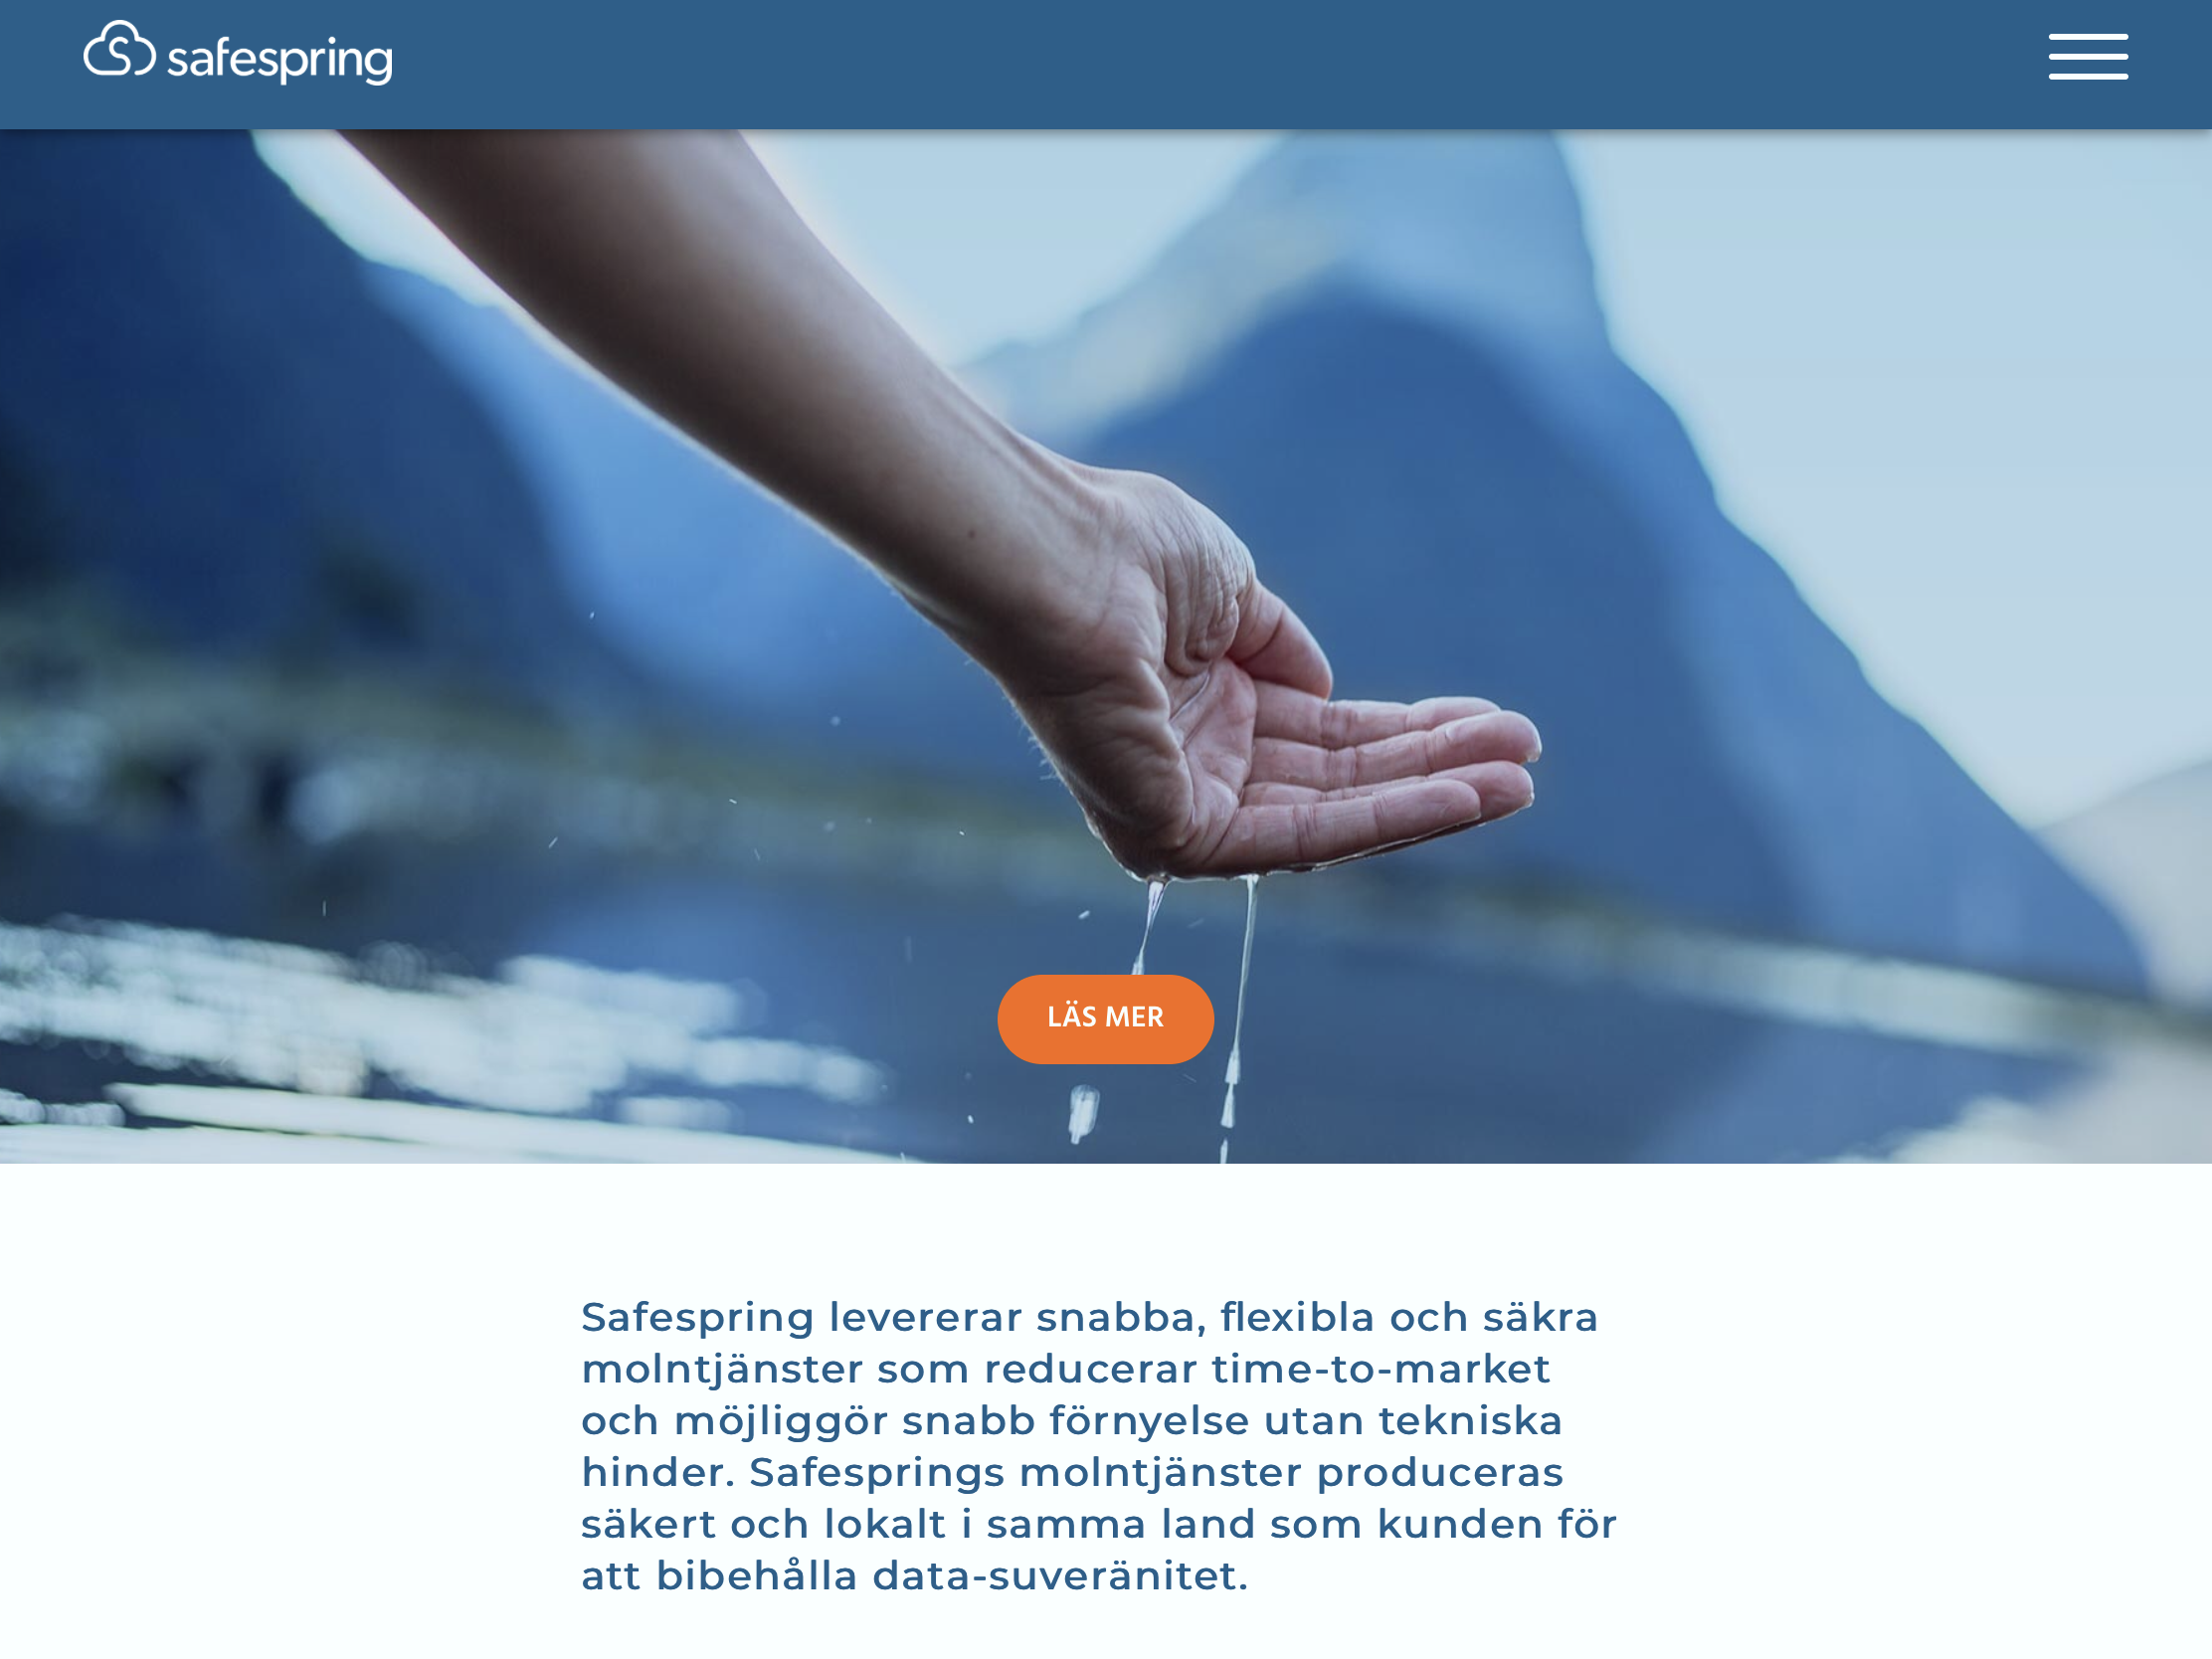 safespring
LÄS MER
Safespring levererar snabba, flexibla och säkra
molntjänster som reducerar time-to-market
och möjliggör snabb förnyelse utan tekniska
hinder. Safesprings molntjänster produceras
säkert och lokalt i samma land som kunden för
att bibehålla data-suveränitet.